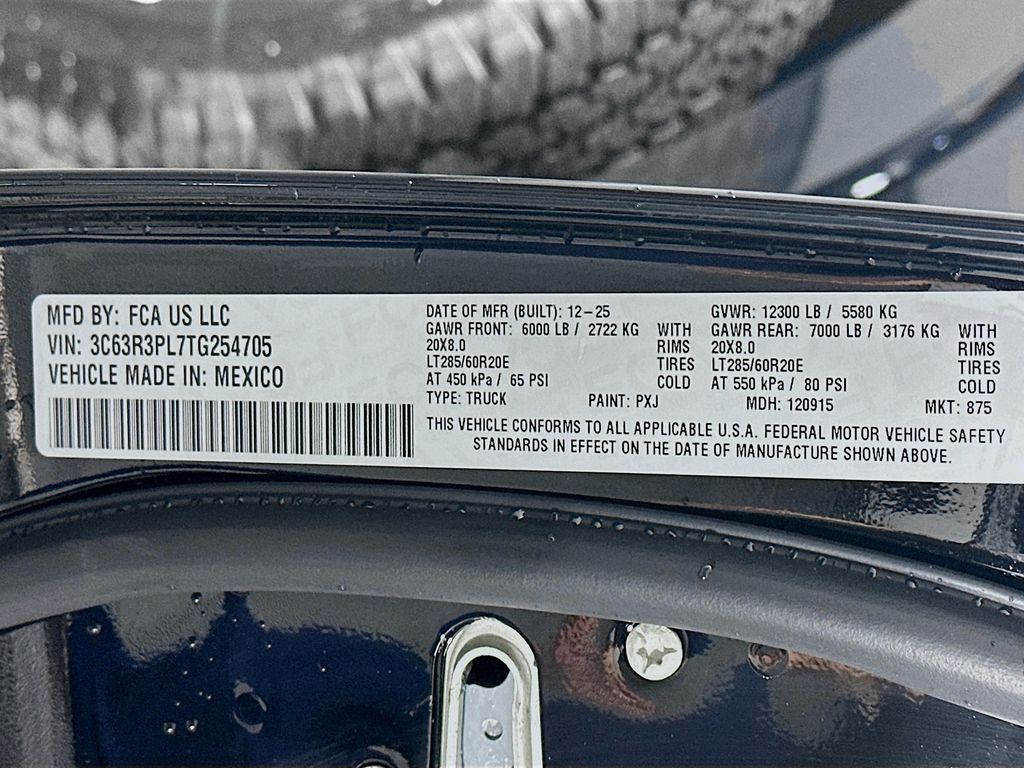 MFD BY: FCA US LLC
VIN: 3C63R3PL7TG254705
VEHICLE MADE IN: MEXICO
DATE OF MFR (BUILT): 12-25
GAWR FRONT: 6000 LB / 2722 KG WITH
20X8.0 RIMS
LT285/60R20E TIRES
AT 450 kPa / 65 PSI COLD
GVWR: 12300 LB / 5580 KG
GAWR REAR: 7000 LB / 3176 KG WITH
20X8.0 RIMS
LT285/60R20E TIRES
AT 550 kPa / 80 PSI COLD
TYPE: TRUCK PAINT: PXJ MDH: 120915 MKT: 875
THIS VEHICLE CONFORMS TO ALL APPLICABLE U.S.A. FEDERAL MOTOR VEHICLE SAFETY
STANDARDS IN EFFECT ON THE DATE OF MANUFACTURE SHOWN ABOVE.